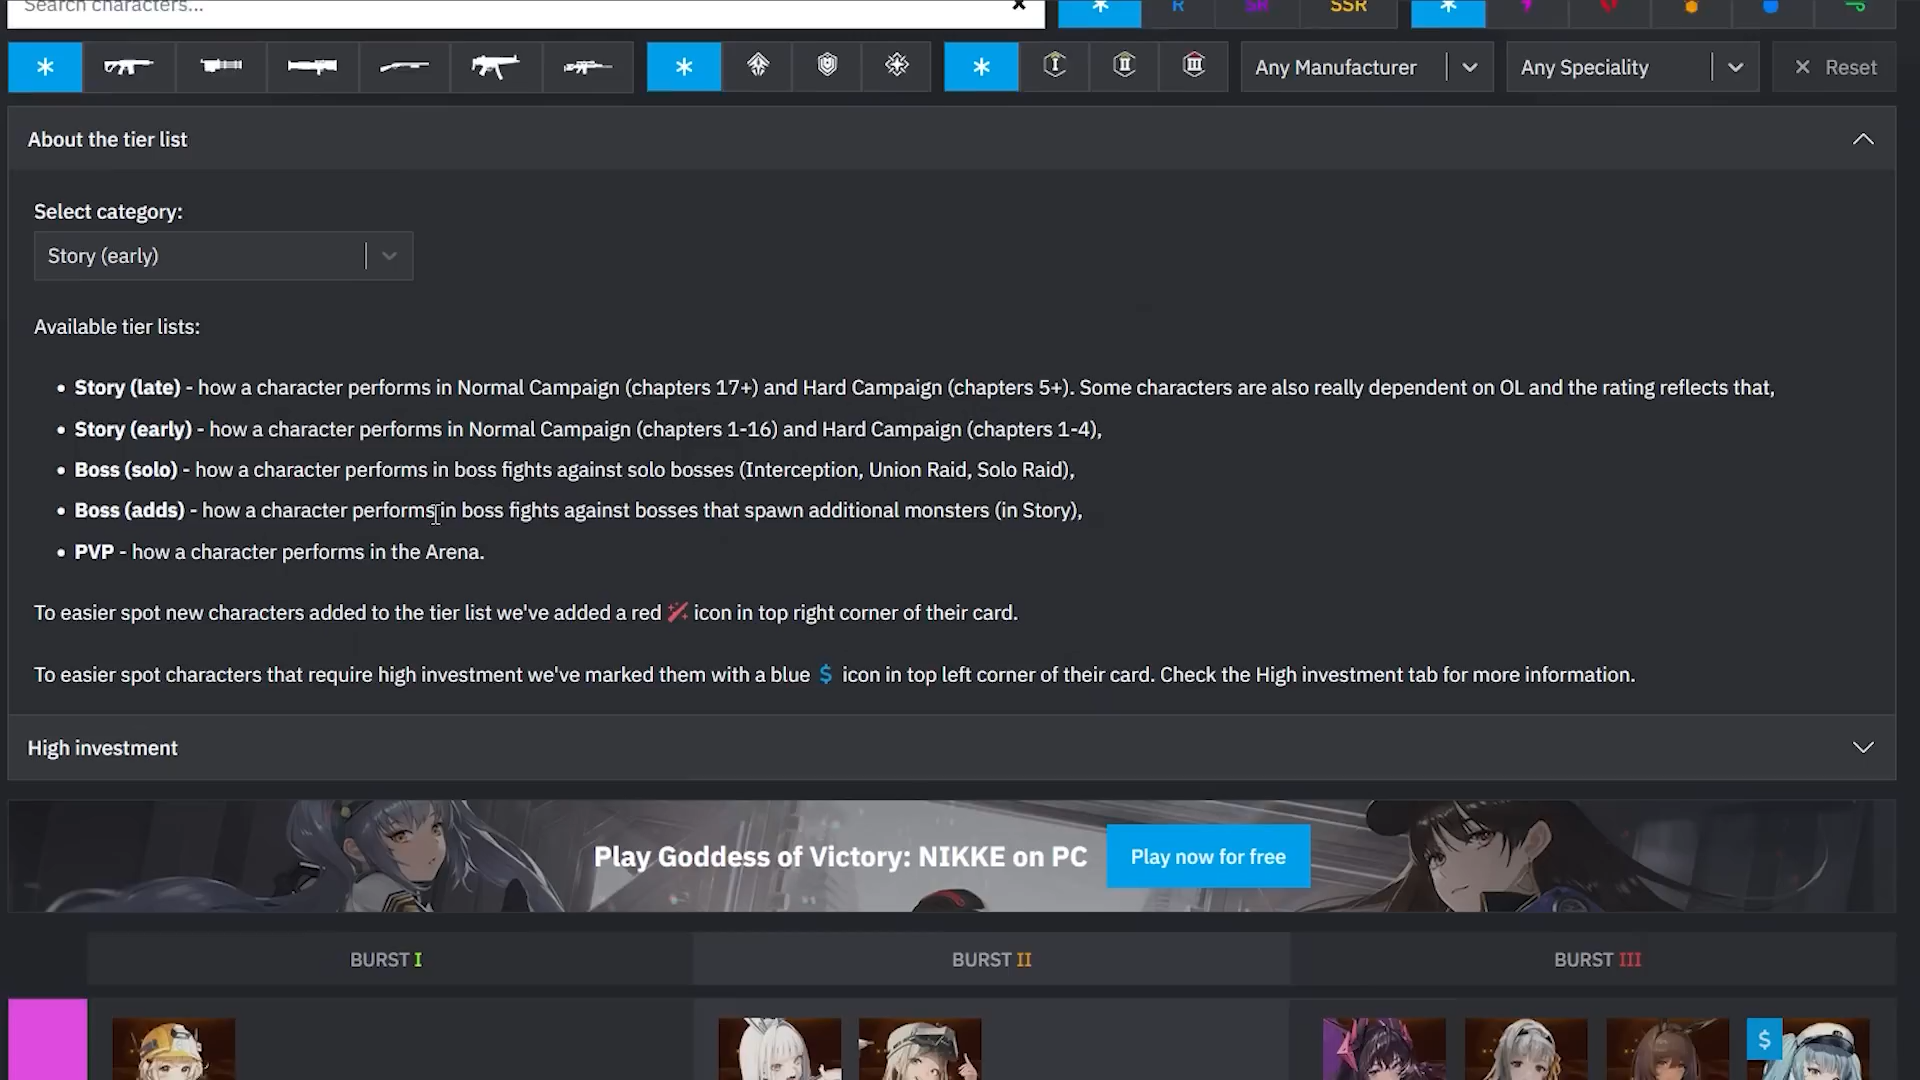 Search characters...
R SR SSR
Any Manufacturer Any Speciality Reset
About the tier list
Select category:
Story (early)
Available tier lists:
Story (late) - how a character performs in Normal Campaign (chapters 17+) and Hard Campaign (chapters 5+). Some characters are also really dependent on OL and the rating reflects that,
Story (early) - how a character performs in Normal Campaign (chapters 1-16) and Hard Campaign (chapters 1-4),
Boss (solo) - how a character performs in boss fights against solo bosses (Interception, Union Raid, Solo Raid),
Boss (adds) - how a character performs in boss fights against bosses that spawn additional monsters (in Story),
PVP - how a character performs in the Arena.
To easier spot new characters added to the tier list we've added a red icon in top right corner of their card.
To easier spot characters that require high investment we've marked them with a blue $ icon in top left corner of their card. Check the High investment tab for more information.
High investment
Play Goddess of Victory: NIKKE on PC Play now for free
BURST I BURST II BURST III
$